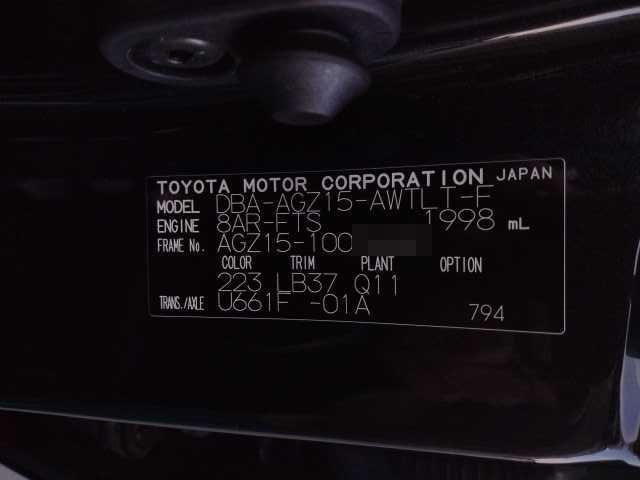 TOYOTA MOTOR CORPORATION JAPAN
MODEL DBA-AGZ15-AWTLT-F
ENGINE 8AR-FTS 1998 mL
FRAME No. AGZ15-100
COLOR TRIM PLANT OPTION
223 LB37 Q11
TRANS./AXLE U661F -01A
794